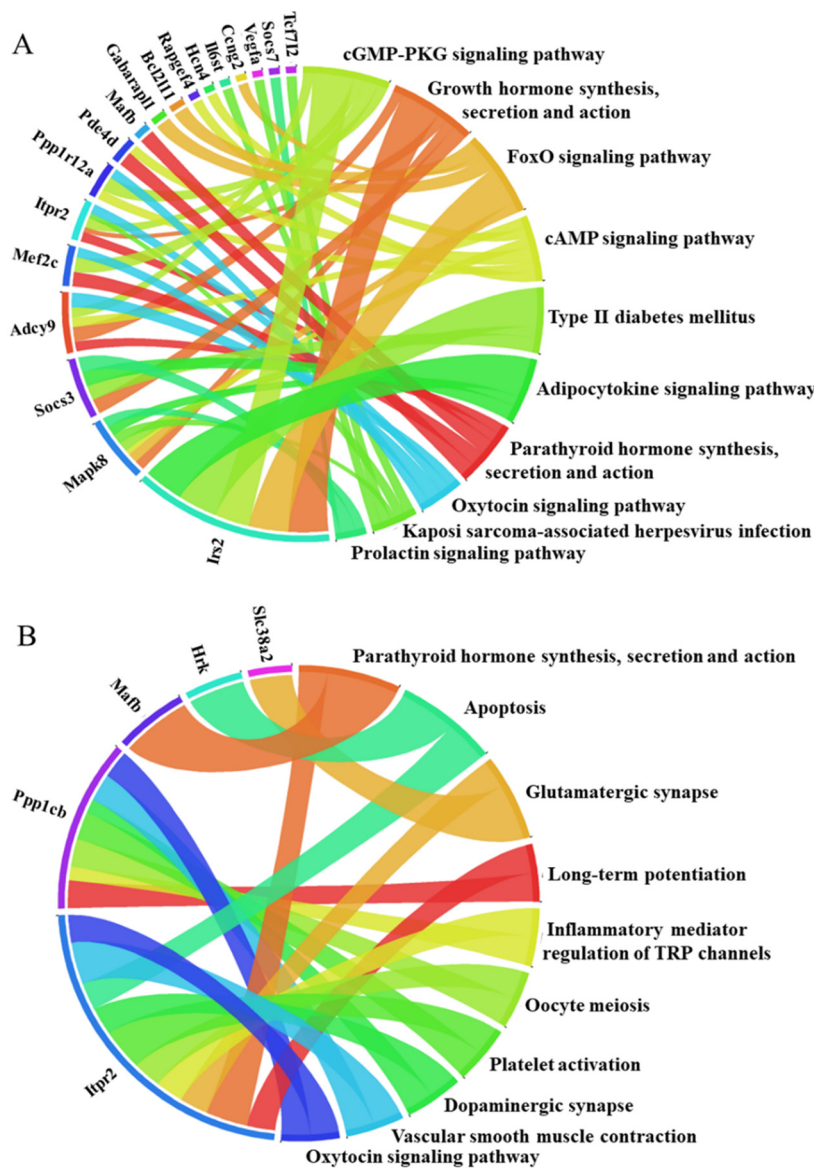 A
Tcf7l2
Socs7
Vegfa
Ccng2
Il6st
Hcn4
Rapgef4
Bcl2l11
Gabarapl1
Mafb
Pde4d
Ppp1r12a
Itpr2
Mef2c
Adcy9
Socs3
Mapk8
Irs2
cGMP-PKG signaling pathway
Growth hormone synthesis,
secretion and action
FoxO signaling pathway
cAMP signaling pathway
Type II diabetes mellitus
Adipocytokine signaling pathway
Parathyroid hormone synthesis,
secretion and action
Oxytocin signaling pathway
Kaposi sarcoma-associated herpesvirus infection
Prolactin signaling pathway
B
Slc38a2
Hrk
Mafb
Ppp1cb
Itpr2
Parathyroid hormone synthesis, secretion and action
Apoptosis
Glutamatergic synapse
Long-term potentiation
Inflammatory mediator
regulation of TRP channels
Oocyte meiosis
Platelet activation
Dopaminergic synapse
Vascular smooth muscle contraction
Oxytocin signaling pathway